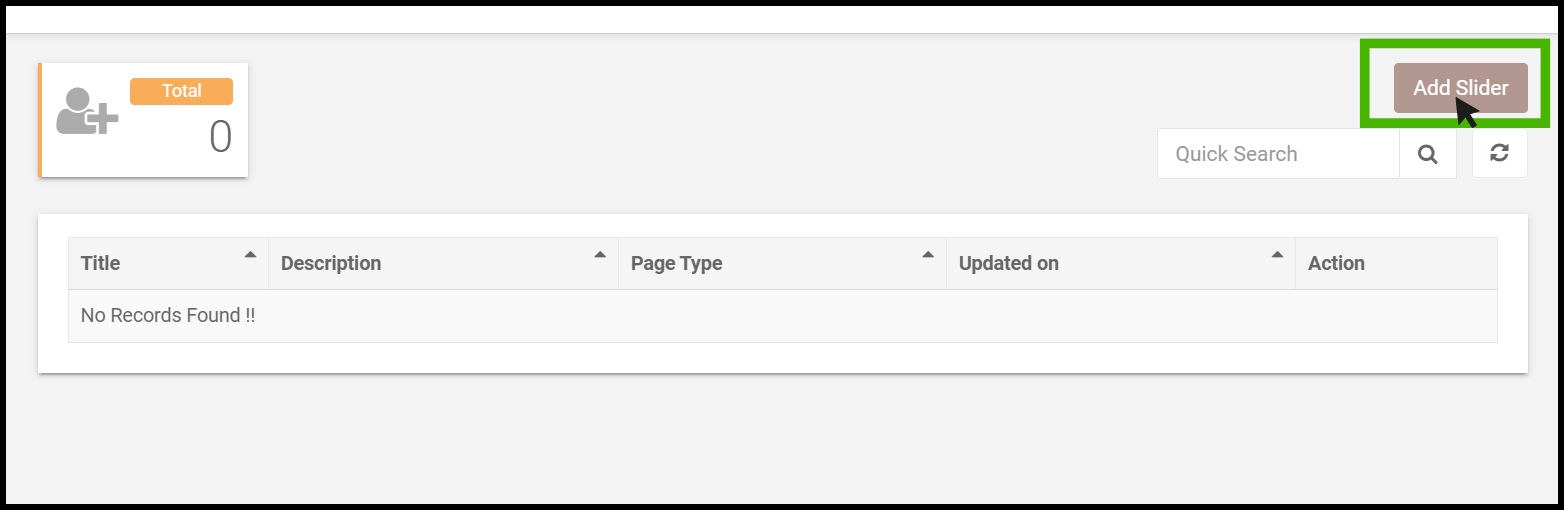 Total
0
Add Slider
Quick Search
Title Description Page Type Updated on Action
No Records Found !!